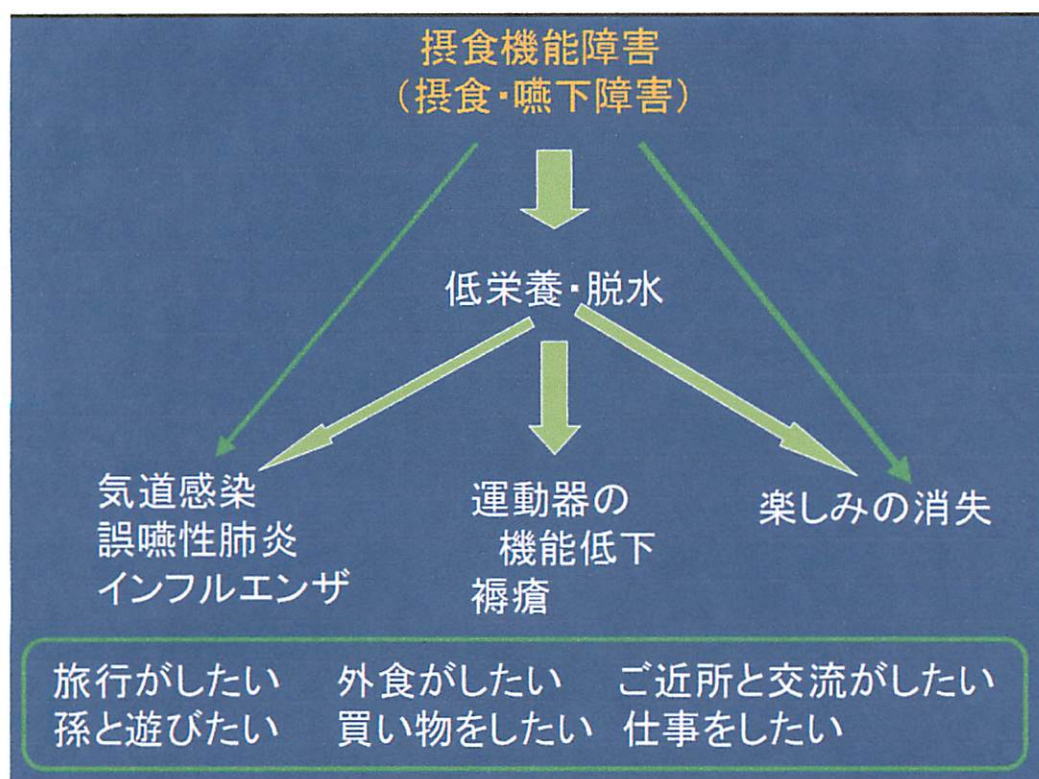 摂食機能障害
(摂食・嚥下障害)
低栄養・脱水
気道感染
誤嚥性肺炎
インフルエンザ
運動器の
機能低下
褥瘡
楽しみの消失
旅行がしたい 外食がしたい ご近所と交流がしたい
孫と遊びたい 買い物をしたい 仕事をしたい